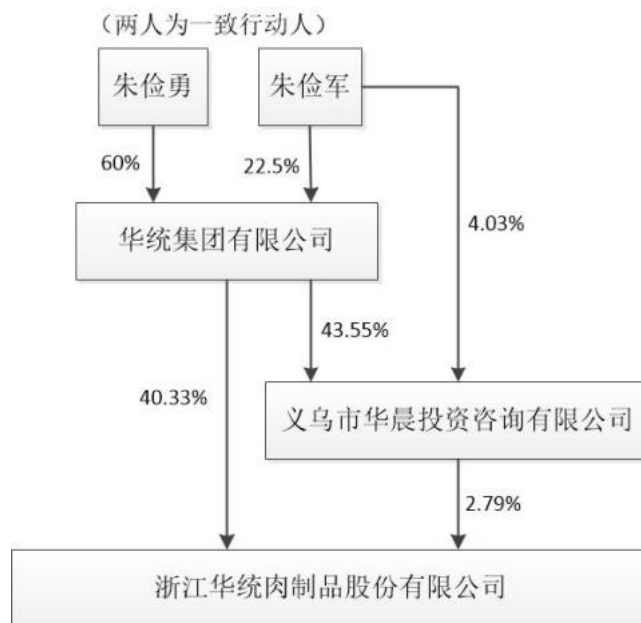 （两人为一致行动人）
朱俭勇
朱俭军
60%
22.5%
4.03%
华统集团有限公司
43.55%
40.33%
义乌市华晨投资咨询有限公司
2.79%
浙江华统肉制品股份有限公司